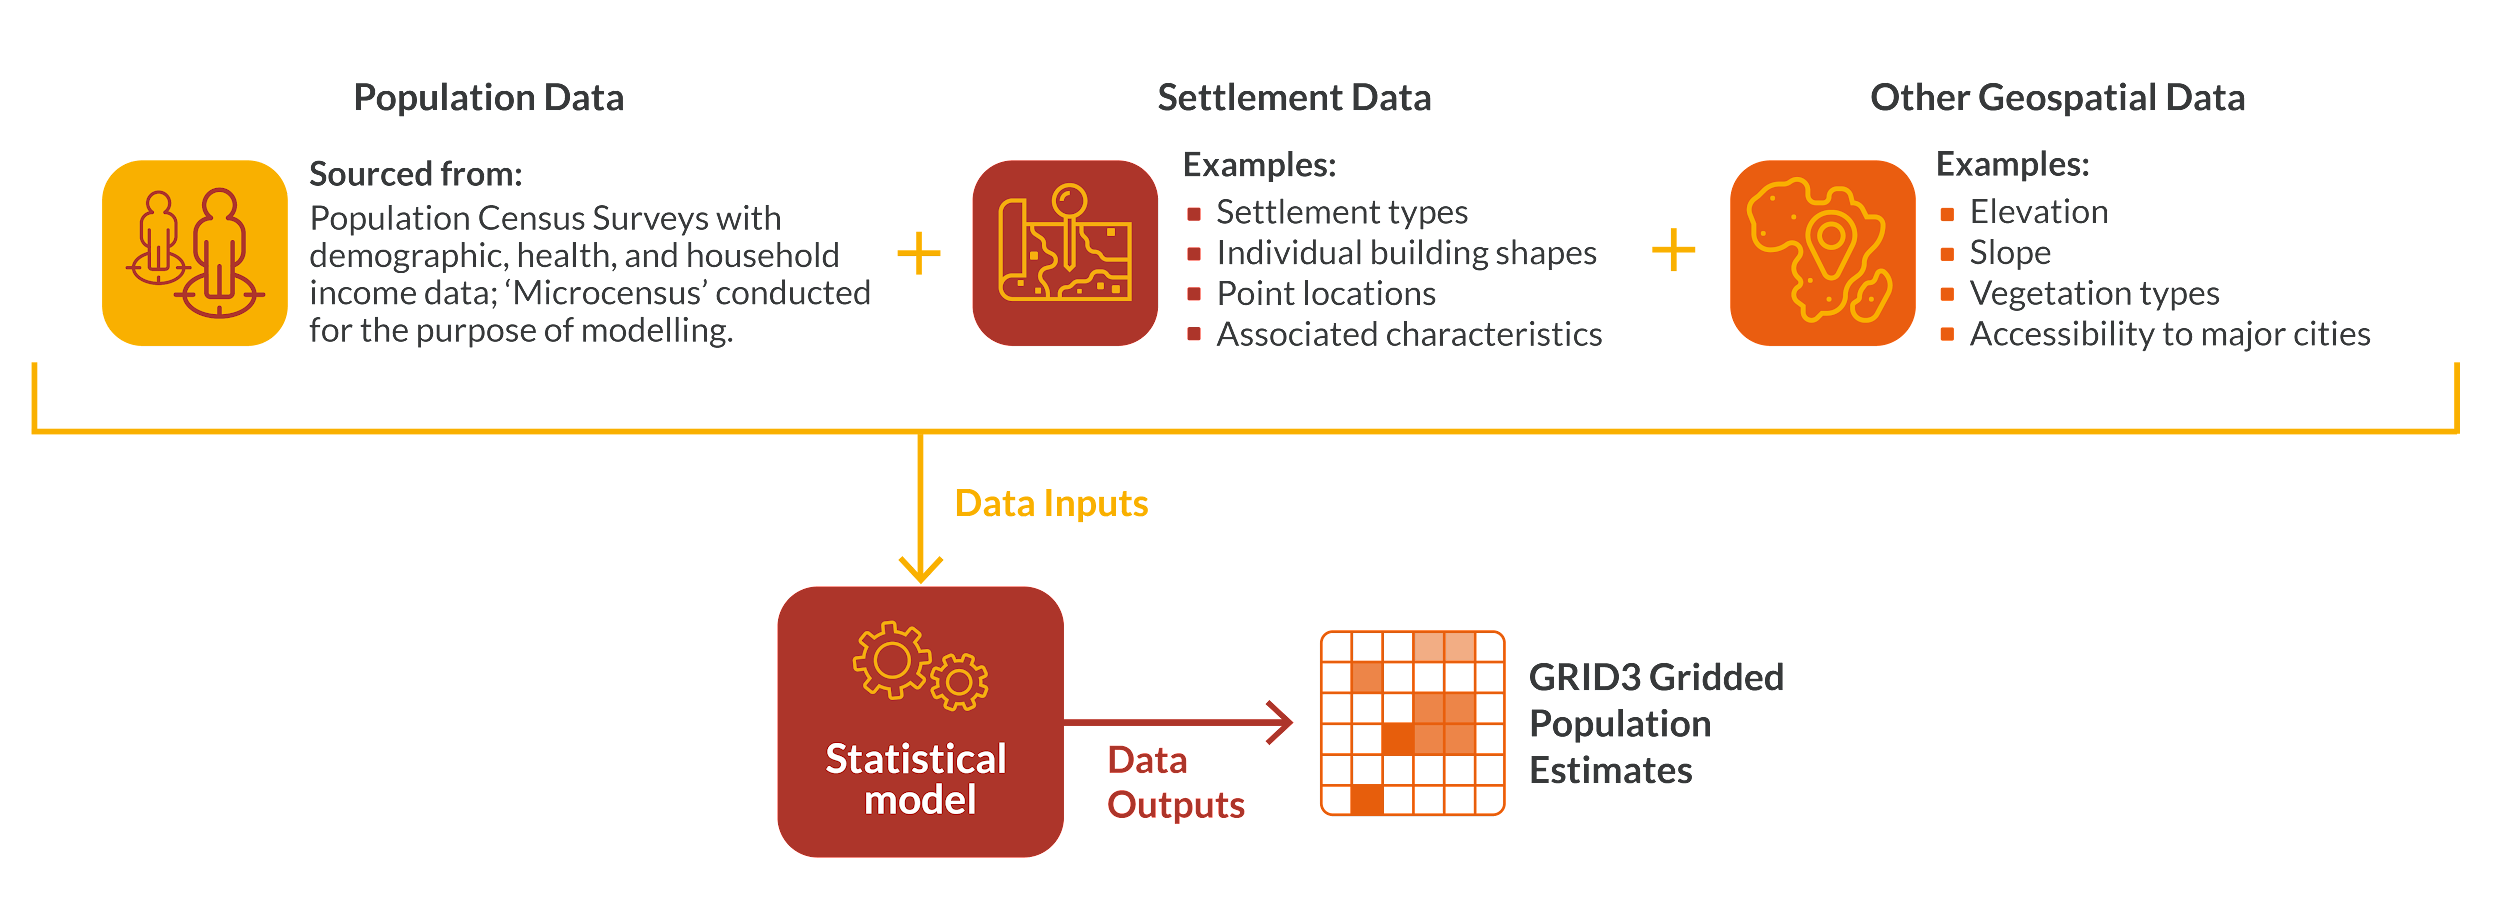 Population Data
Sourced from:
Population Census Surveys with
demographic, health, and household
income data; ‘Microcensus’ conducted
for the purpose of modelling.
Settlement Data
Examples:
Settlement types
Individual building shapes
Point locations
Associated characteristics
Other Geospatial Data
Examples:
Elevation
Slope
Vegetation types
Accessibility to major cities
Data Inputs
Statistical
model
Data
Outputs
GRID3 Gridded
Population
Estimates